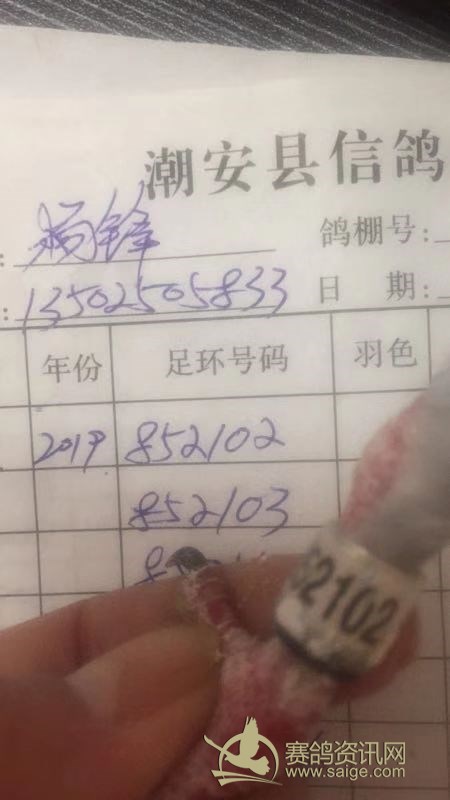 潮安县信鸽
: 杨锋 鸽棚号:
: 13502505833 日 期:
年份 足环号码 羽色
2019 852102
852103
52102
赛鸽资讯网
www.saige.com